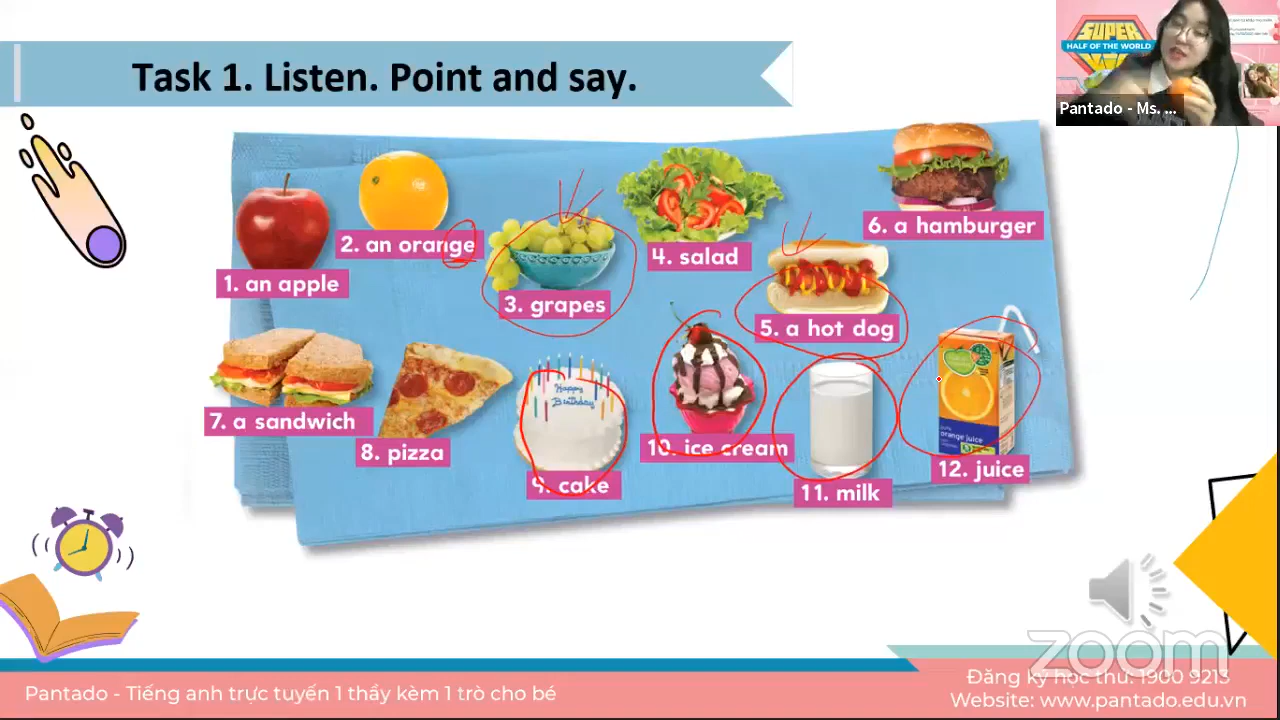 Task 1. Listen. Point and say.
SUPER
HALF OF THE WORLD
Pantado - Ms. ...
1. an apple
2. an orange
3. grapes
4. salad
5. a hot dog
6. a hamburger
7. a sandwich
8. pizza
Happy
Birthday
9. cake
10. ice cream
11. milk
orange juice
12. juice
zoom
Pantado - Tiếng anh trực tuyến 1 thầy kèm 1 trò cho bé
Đăng ký học thử: 1900 9213
Website: www.pantado.edu.vn